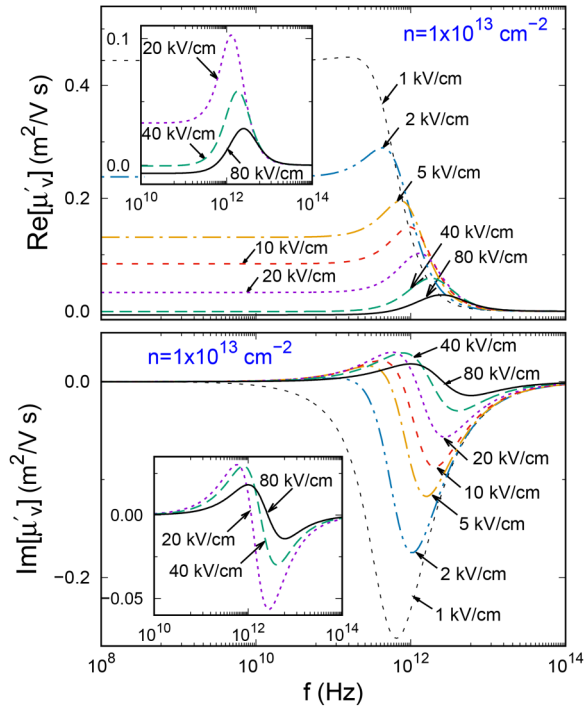 n=1x10^13 cm^-2
Re[μ′v] (m²/V s)
0.4
0.2
0.0
1 kV/cm
2 kV/cm
5 kV/cm
40 kV/cm
80 kV/cm
10 kV/cm
20 kV/cm
0.1
0.0
20 kV/cm
40 kV/cm
80 kV/cm
10^10 10^12 10^14
n=1x10^13 cm^-2
Im[μ′v] (m²/V s)
0.0
−0.2
40 kV/cm
80 kV/cm
20 kV/cm
10 kV/cm
5 kV/cm
2 kV/cm
1 kV/cm
0.00
−0.05
80 kV/cm
20 kV/cm
40 kV/cm
10^10 10^12 10^14
10^8 10^10 10^12 10^14
f (Hz)